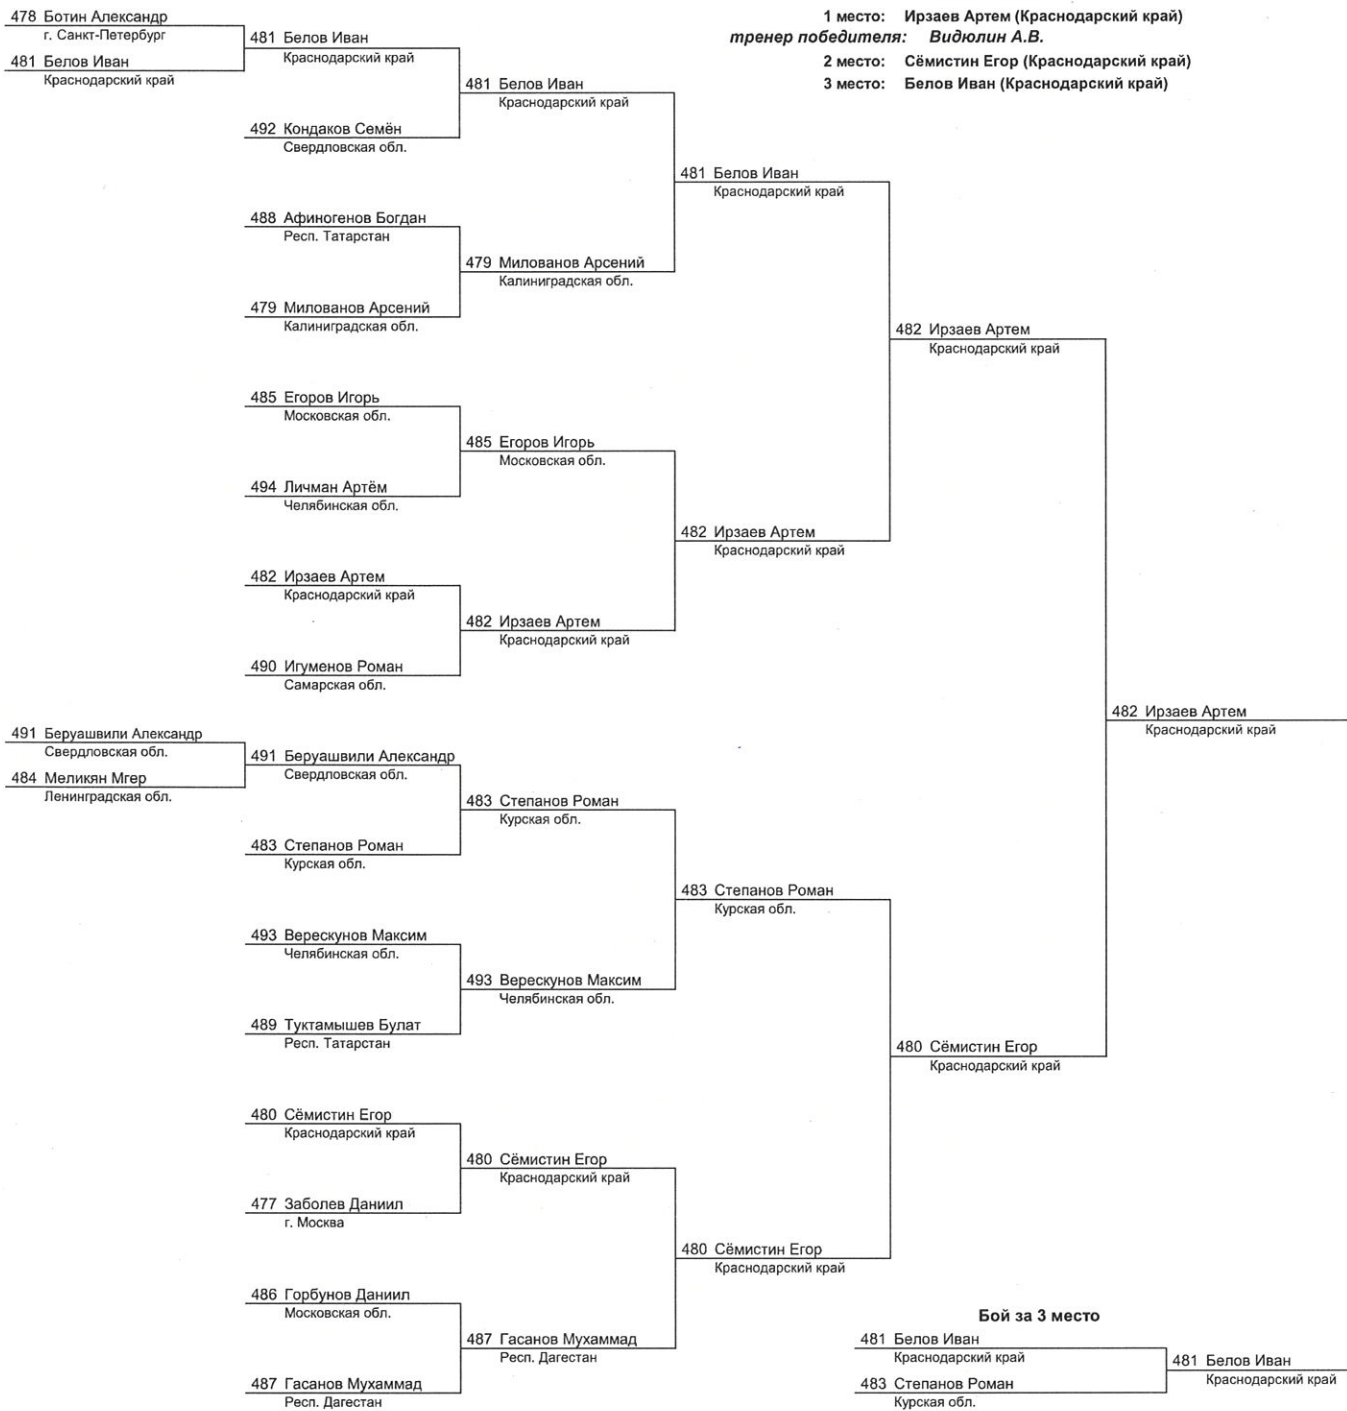 1 место: Ирзаев Артем (Краснодарский край)
тренер победителя: Видюлин А.В.
2 место: Сёмистин Егор (Краснодарский край)
3 место: Белов Иван (Краснодарский край)
478 Ботин Александр
г. Санкт-Петербург
481 Белов Иван
Краснодарский край
481 Белов Иван
Краснодарский край
492 Кондаков Семён
Свердловская обл.
488 Афиногенов Богдан
Респ. Татарстан
479 Милованов Арсений
Калиниградская обл.
485 Егоров Игорь
Московская обл.
494 Личман Артём
Челябинская обл.
482 Ирзаев Артем
Краснодарский край
490 Игуменов Роман
Самарская обл.
491 Беруашвили Александр
Свердловская обл.
484 Меликян Мгер
Ленинградская обл.
491 Беруашвили Александр
Свердловская обл.
483 Степанов Роман
Курская обл.
493 Верескунов Максим
Челябинская обл.
489 Туктамышев Булат
Респ. Татарстан
480 Сёмистин Егор
Краснодарский край
477 Заболев Даниил
г. Москва
486 Горбунов Даниил
Московская обл.
487 Гасанов Мухаммад
Респ. Дагестан
481 Белов Иван
Краснодарский край
479 Милованов Арсений
Калиниградская обл.
485 Егоров Игорь
Московская обл.
482 Ирзаев Артем
Краснодарский край
483 Степанов Роман
Курская обл.
493 Верескунов Максим
Челябинская обл.
480 Сёмистин Егор
Краснодарский край
487 Гасанов Мухаммад
Респ. Дагестан
481 Белов Иван
Краснодарский край
482 Ирзаев Артем
Краснодарский край
483 Степанов Роман
Курская обл.
480 Сёмистин Егор
Краснодарский край
482 Ирзаев Артем
Краснодарский край
480 Сёмистин Егор
Краснодарский край
482 Ирзаев Артем
Краснодарский край
Бой за 3 место
481 Белов Иван
Краснодарский край
483 Степанов Роман
Курская обл.
481 Белов Иван
Краснодарский край